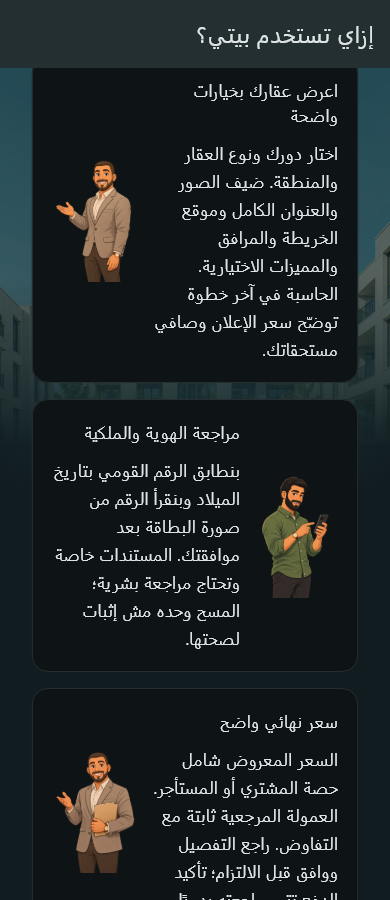 إزاي تستخدم بيتي؟
اعرض عقارك بخيارات
واضحة
اختار دورك ونوع العقار
والمنطقة. ضيف الصور
والعنوان الكامل وموقع
الخريطة والمرافق
والمميزات الاختيارية.
الحاسبة في آخر خطوة
توضّح سعر الإعلان وصافي
مستحقاتك.
مراجعة الهوية والملكية
بنطابق الرقم القومي بتاريخ
الميلاد وبنقرأ الرقم من
صورة البطاقة بعد
موافقتك. المستندات خاصة
وتحتاج مراجعة بشرية؛
المسح وحده مش إثبات
لصحتها.
سعر نهائي واضح
السعر المعروض شامل
حصة المشتري أو المستأجر.
العمولة المرجعية ثابتة مع
التفاوض. راجع التفصيل
ووافق قبل الالتزام؛ تأكيد